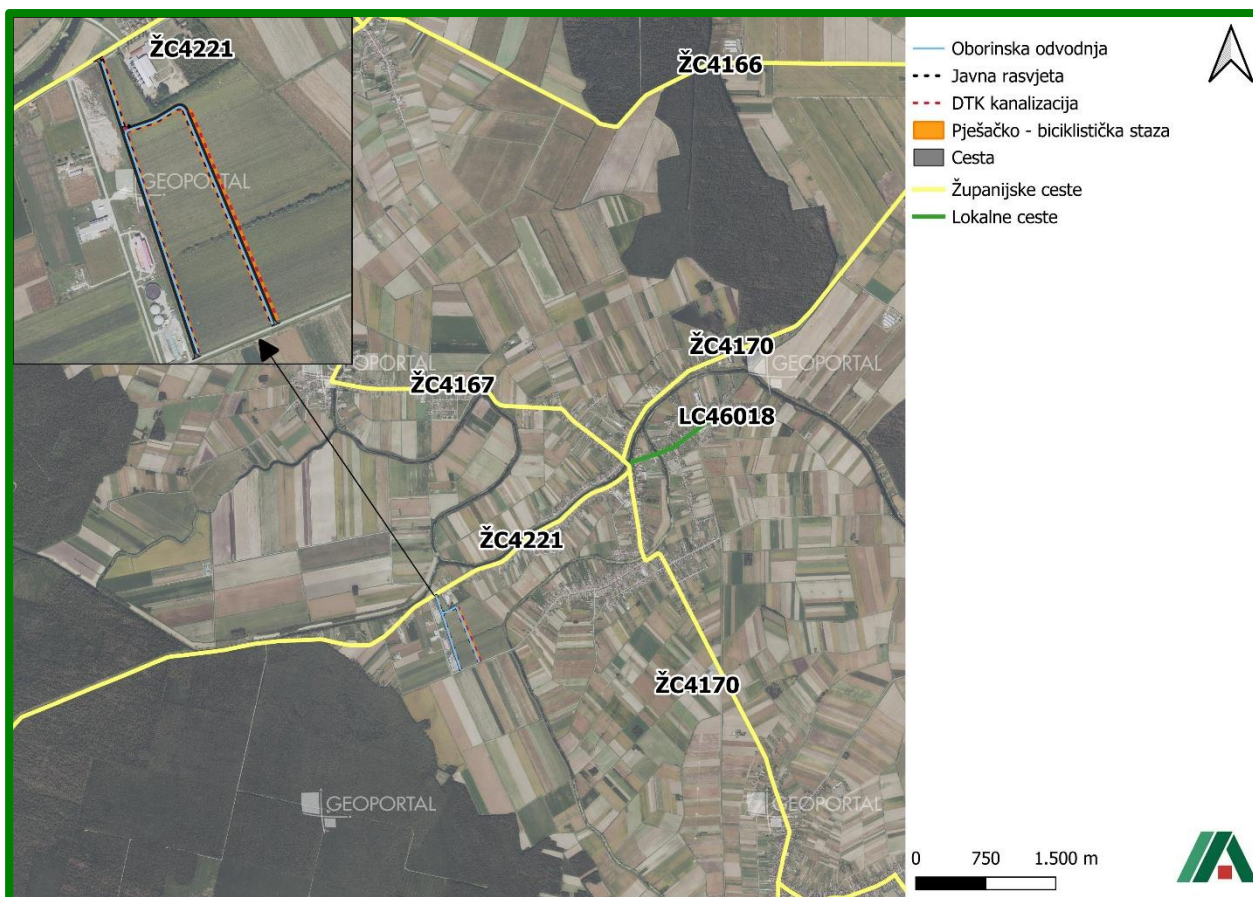 ŽC4221
GEOPORTAL
ŽC4166
ŽC4170
GEOPORTAL
GEOPORTAL
ŽC4167
LC46018
ŽC4221
ŽC4170
GEOPORTAL
GEOPORTAL
Oborinska odvodnja
Javna rasvjeta
DTK kanalizacija
Pješačko - biciklistička staza
Cesta
Županijske ceste
Lokalne ceste
0 750 1.500 m